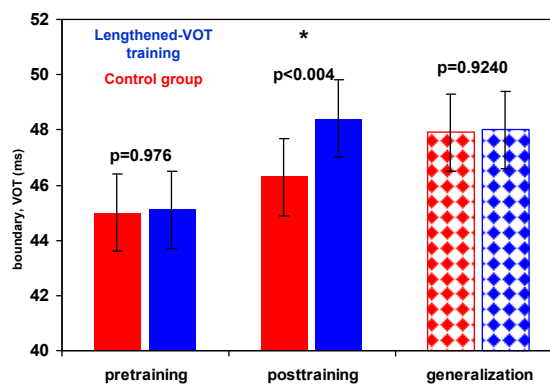 52
50
48
46
44
42
40
boundary, VOT (ms)
Lengthened-VOT
training
Control group
*
p=0.976
p<0.004
p=0.9240
pretraining
posttraining
generalization